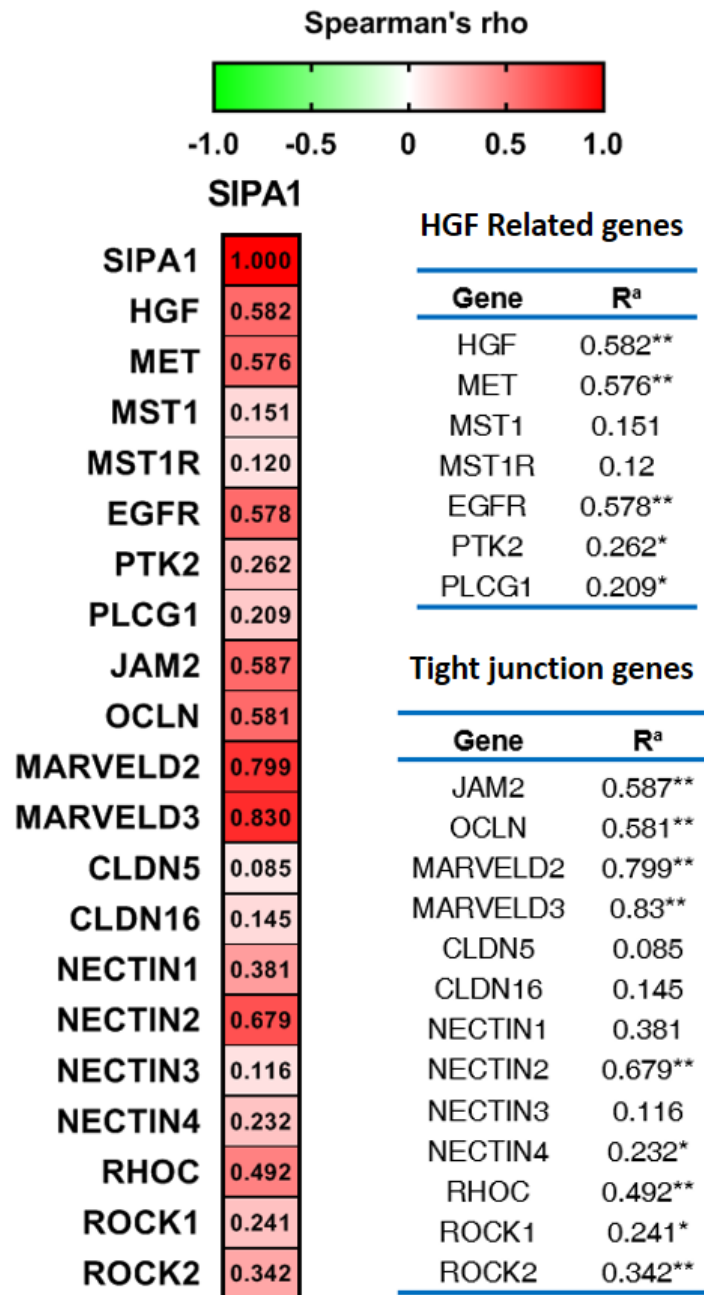 Spearman's rho
-1.0 -0.5 0 0.5 1.0
SIPA1
SIPA1 1.000
HGF 0.582
MET 0.576
MST1 0.151
MST1R 0.120
EGFR 0.578
PTK2 0.262
PLCG1 0.209
JAM2 0.587
OCLN 0.581
MARVELD2 0.799
MARVELD3 0.830
CLDN5 0.085
CLDN16 0.145
NECTIN1 0.381
NECTIN2 0.679
NECTIN3 0.116
NECTIN4 0.232
RHOC 0.492
ROCK1 0.241
ROCK2 0.342
HGF Related genes
Gene Rᵃ
HGF 0.582**
MET 0.576**
MST1 0.151
MST1R 0.12
EGFR 0.578**
PTK2 0.262*
PLCG1 0.209*
Tight junction genes
Gene Rᵃ
JAM2 0.587**
OCLN 0.581**
MARVELD2 0.799**
MARVELD3 0.83**
CLDN5 0.085
CLDN16 0.145
NECTIN1 0.381
NECTIN2 0.679**
NECTIN3 0.116
NECTIN4 0.232*
RHOC 0.492**
ROCK1 0.241*
ROCK2 0.342**